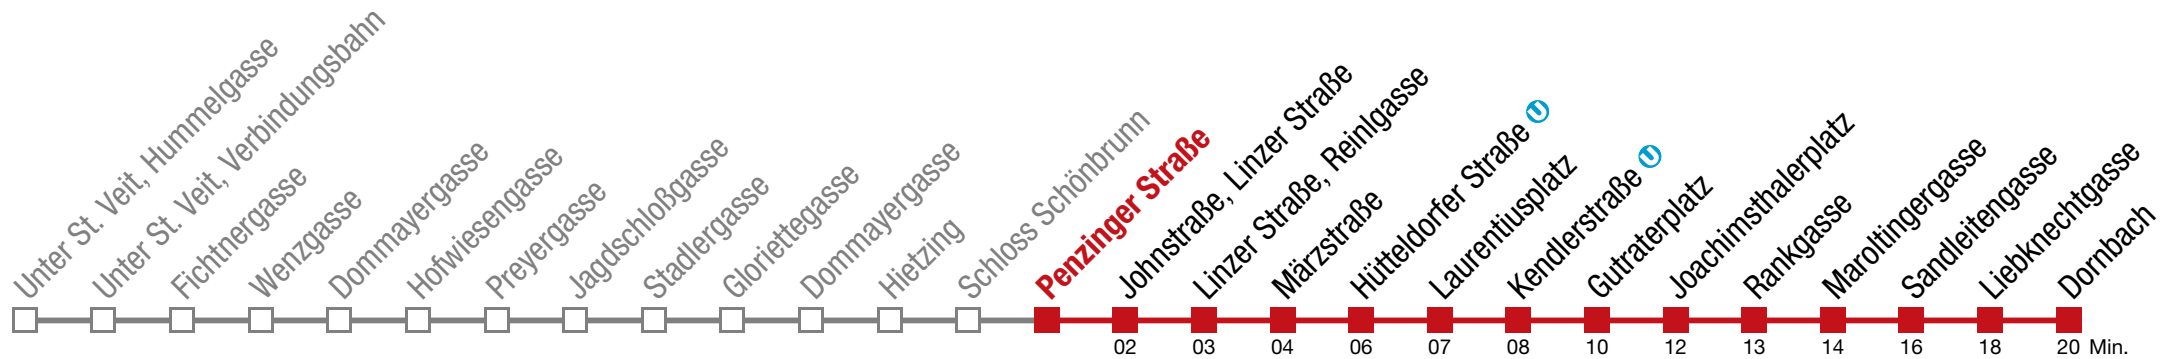 Unter St. Veit, Hummelgasse
Unter St. Veit, Verbindungsbahn
Fichtnergasse
Wenzgasse
Dommayergasse
Hofwiesengasse
Preyergasse
Jagdschloßgasse
Stadlergasse
Gloriettegasse
Dommayergasse
Hietzing
Schloss Schönbrunn
Penzinger Straße
Johnstraße, Linzer Straße
Linzer Straße, Reinlgasse
Märzstraße
Hütteldorfer Straße U
Laurentiusplatz
Kendlerstraße U
Gutraterplatz
Joachimsthalerplatz
Rankgasse
Maroltingergasse
Sandleitengasse
Liebknechtgasse
Dornbach
02 03 04 06 07 08 10 12 13 14 16 18 20 Min.